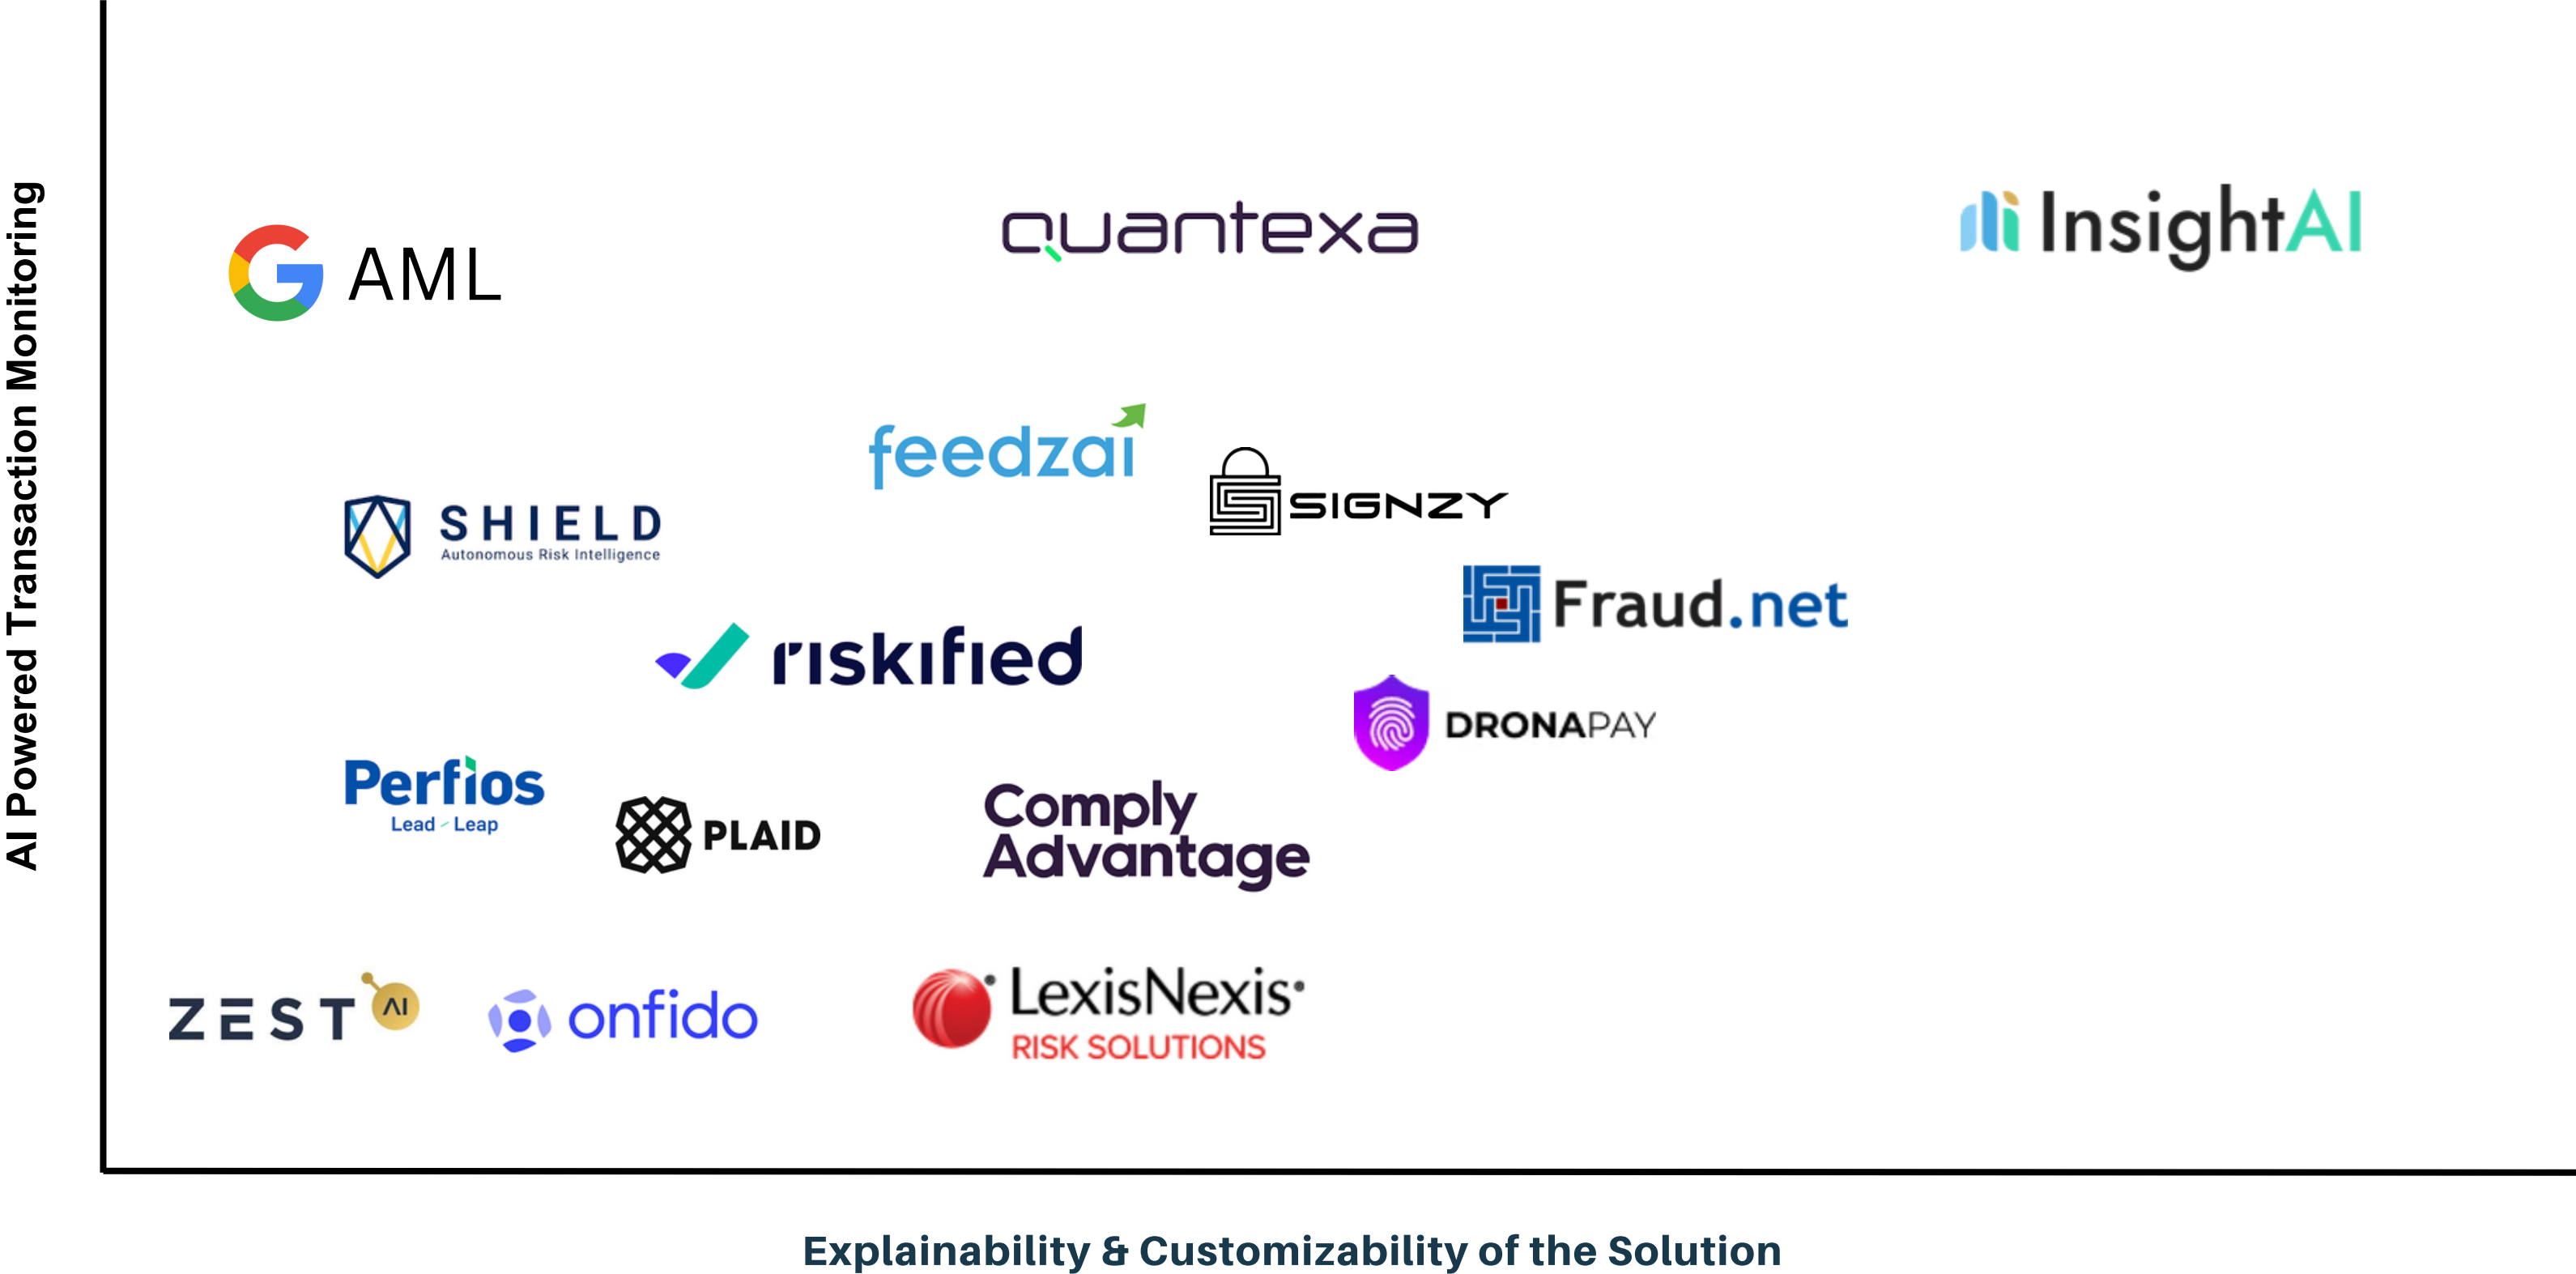 AI Powered Transaction Monitoring
G AML
quantexa
InsightAI
feedzai
SIGNZY
SHIELD
Autonomous Risk Intelligence
Fraud.net
riskified
DRONAPAY
Perfios
Lead Leap
PLAID
Comply
Advantage
ZEST AI
onfido
LexisNexis
RISK SOLUTIONS
Explainability & Customizability of the Solution